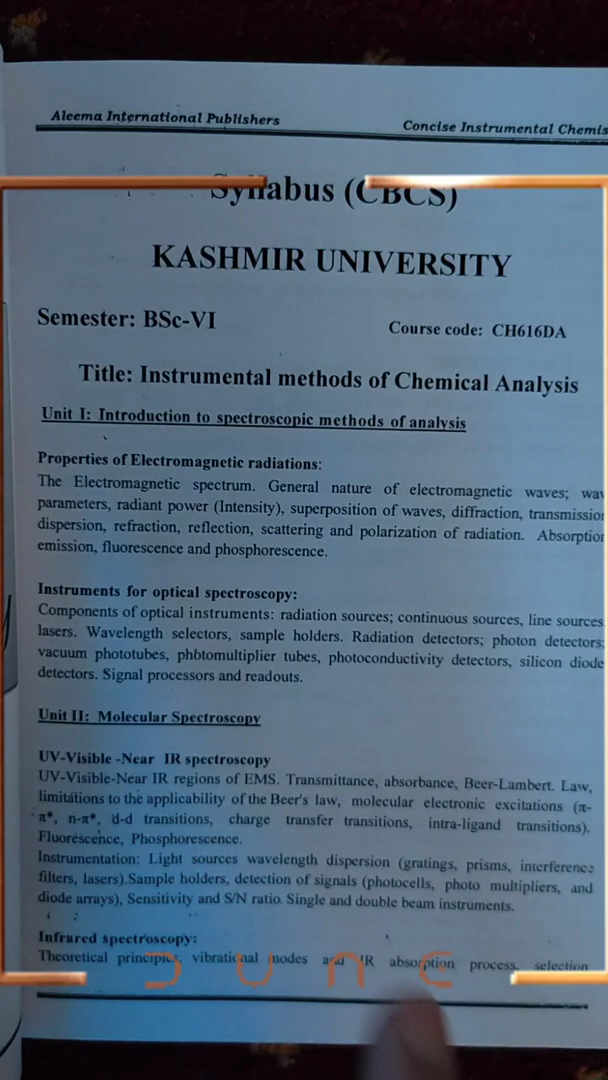 Aleema International Publishers
Concise Instrumental Chemis
Syllabus (CBCS)
KASHMIR UNIVERSITY
Semester: BSc-VI
Course code: CH616DA
Title: Instrumental methods of Chemical Analysis
Unit I: Introduction to spectroscopic methods of analysis
Properties of Electromagnetic radiations:
The Electromagnetic spectrum. General nature of electromagnetic waves; wav
parameters, radiant power (Intensity), superposition of waves, diffraction, transmission
dispersion, refraction, reflection, scattering and polarization of radiation. Absorption
emission, fluorescence and phosphorescence.
Instruments for optical spectroscopy:
Components of optical instruments: radiation sources; continuous sources, line sources,
lasers. Wavelength selectors, sample holders. Radiation detectors; photon detectors;
vacuum phototubes, phbtomultiplier tubes, photoconductivity detectors, silicon diode
detectors. Signal processors and readouts.
Unit II: Molecular Spectroscopy
UV-Visible -Near IR spectroscopy
UV-Visible-Near IR regions of EMS. Transmittance, absorbance, Beer-Lambert. Law,
limitations to the applicability of the Beer's law, molecular electronic excitations (π-
π*, n-π*, d-d transitions, charge transfer transitions, intra-ligand transitions).
Fluorescence, Phosphorescence.
Instrumentation: Light sources wavelength dispersion (gratings, prisms, interference
filters, lasers).Sample holders, detection of signals (photocells, photo multipliers, and
diode arrays), Sensitivity and S/N ratio. Single and double beam instruments.
Infrared spectroscopy:
Theoretical principles, vibrational modes and IR absorption process, selection